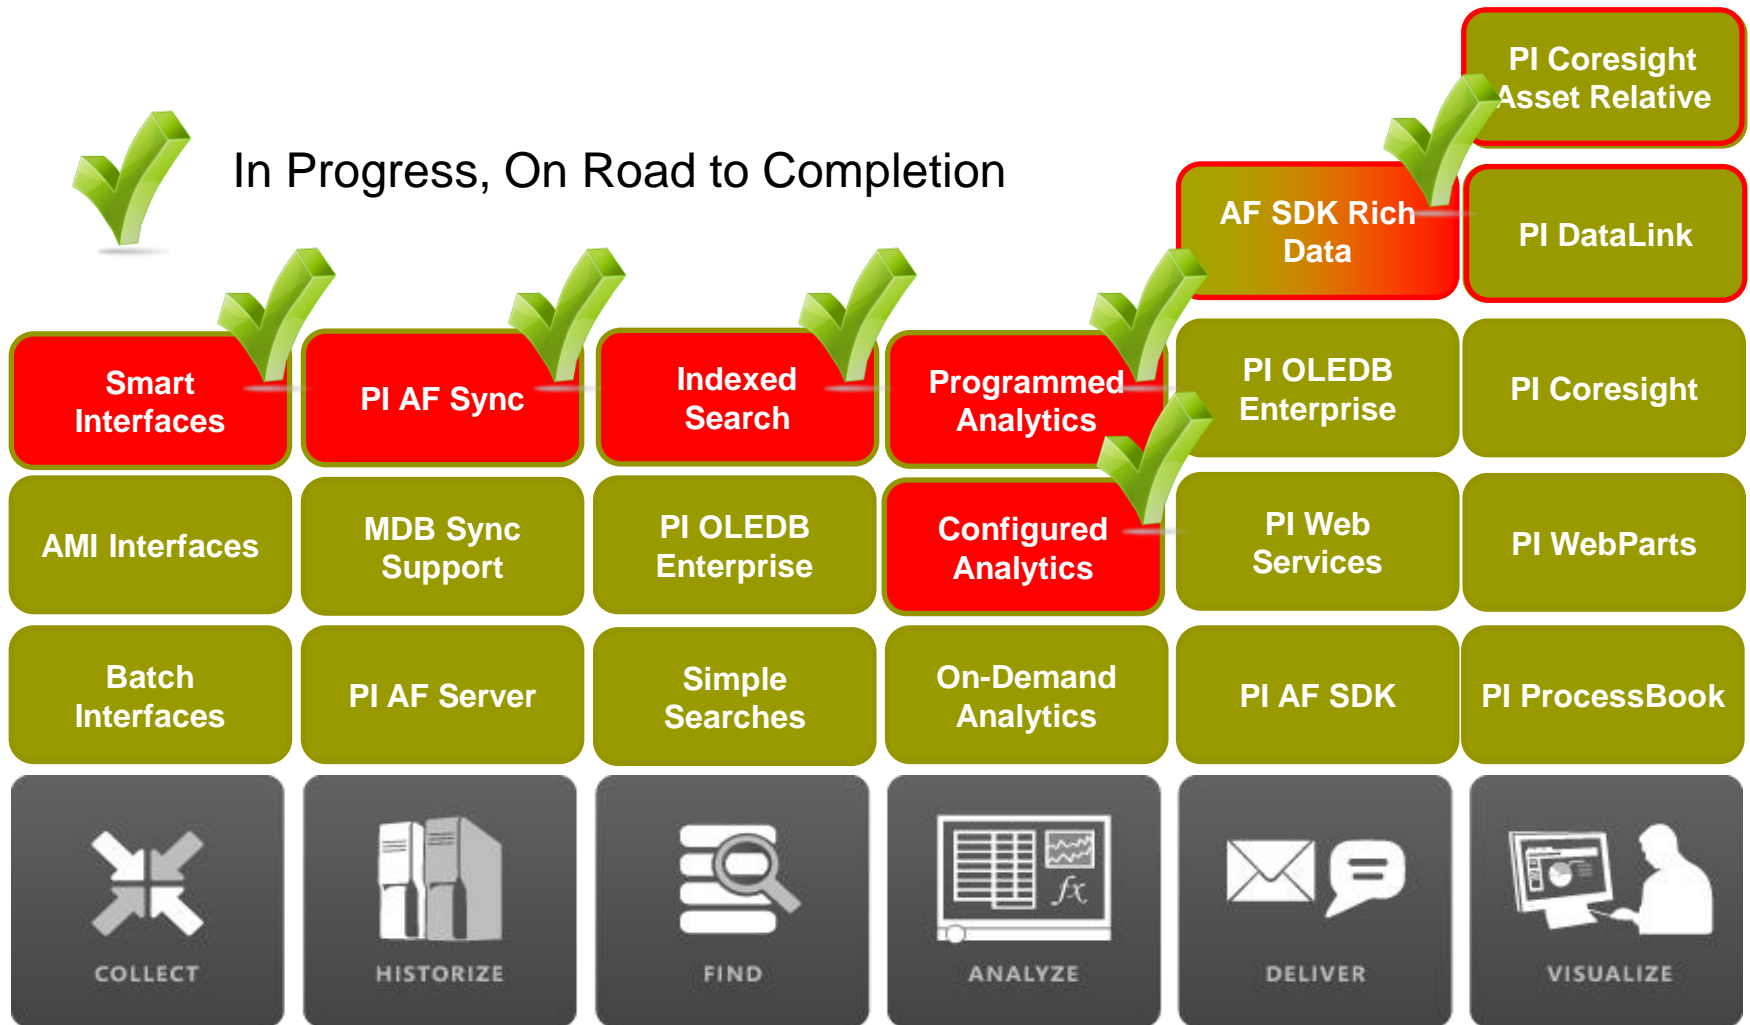 PI Coresight
Asset Relative
In Progress, On Road to Completion
AF SDK Rich
Data
PI DataLink
Smart
Interfaces
PI AF Sync
Indexed
Search
Programmed
Analytics
PI OLEDB
Enterprise
PI Coresight
AMI Interfaces
MDB Sync
Support
PI OLEDB
Enterprise
Configured
Analytics
PI Web
Services
PI WebParts
Batch
Interfaces
PI AF Server
Simple
Searches
On-Demand
Analytics
PI AF SDK
PI ProcessBook
fx
COLLECT
HISTORIZE
FIND
ANALYZE
DELIVER
VISUALIZE